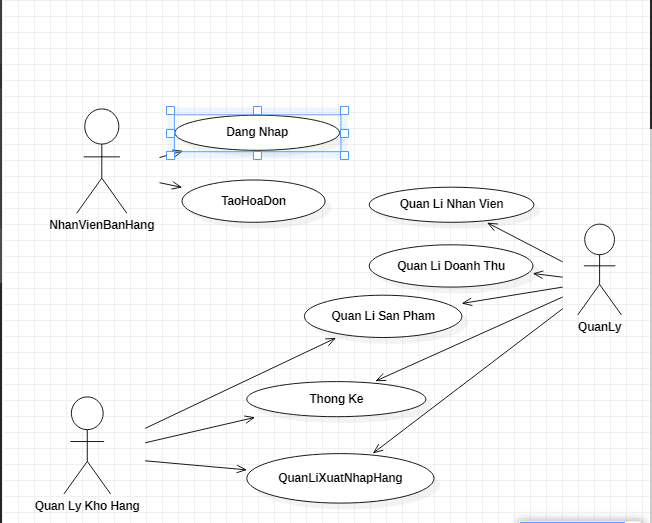 Dang Nhap
TaoHoaDon
NhanVienBanHang
Quan Li Nhan Vien
Quan Li Doanh Thu
Quan Li San Pham
QuanLy
Thong Ke
QuanLiXuatNhapHang
Quan Ly Kho Hang